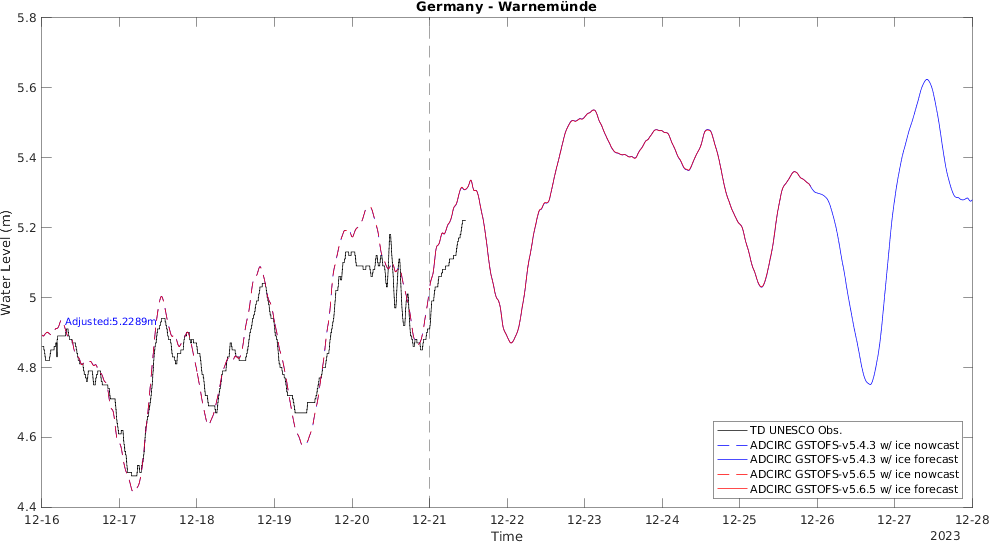 Germany - Warnemünde
5.8
5.6
5.4
5.2
5
4.8
4.6
4.4
Water Level (m)
Adjusted:5.2289m
TD UNESCO Obs.
ADCIRC GSTOFS-v5.4.3 w/ ice nowcast
ADCIRC GSTOFS-v5.4.3 w/ ice forecast
ADCIRC GSTOFS-v5.6.5 w/ ice nowcast
ADCIRC GSTOFS-v5.6.5 w/ ice forecast
12-16 12-17 12-18 12-19 12-20 12-21 12-22 12-23 12-24 12-25 12-26 12-27 12-28
Time
2023